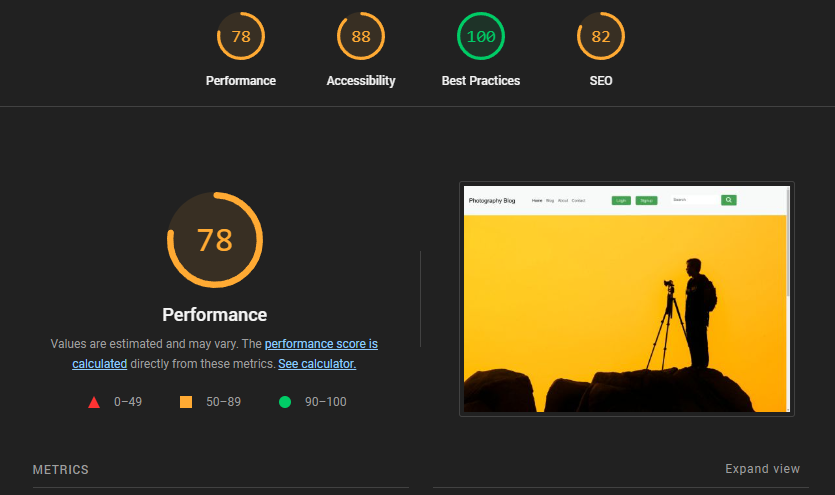 78
88
100
82
Performance
Accessibility
Best Practices
SEO
Photography Blog
Home
Blog
About
Contact
Login
Signup
Search
78
Performance
Values are estimated and may vary. The performance score is
calculated directly from these metrics. See calculator.
0–49
50–89
90–100
METRICS
Expand view